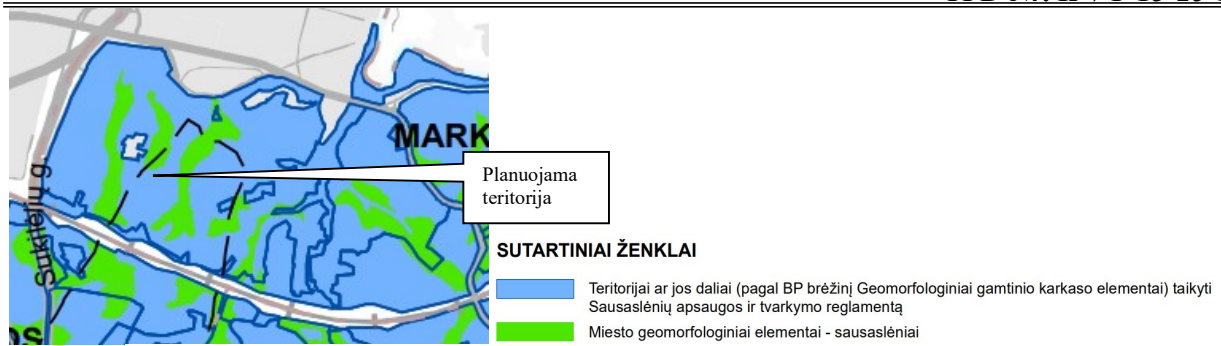 MARK
Sukilėlių g.
OS
Planuojama
teritorija
SUTARTINIAI ŽENKLAI
Teritorijai ar jos daliai (pagal BP brėžinį Geomorfologiniai gamtinio karkaso elementai) taikyti
Sausaslėnių apsaugos ir tvarkymo reglamentą
Miesto geomorfologiniai elementai - sausaslėniai